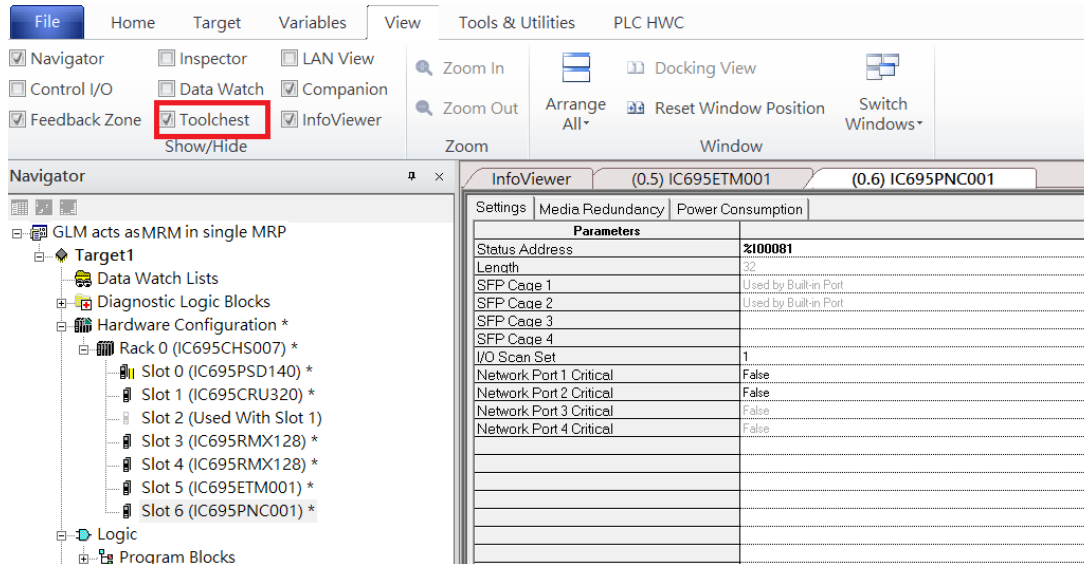 File Home Target Variables View Tools & Utilities PLC HWC
Navigator Inspector LAN View
Control I/O Data Watch Companion
Feedback Zone Toolchest InfoViewer
Show/Hide
Zoom In
Zoom Out
Zoom
Arrange All
Docking View
Reset Window Position
Switch Windows
Window
Navigator
GLM acts as MRM in single MRP
Target1
Data Watch Lists
Diagnostic Logic Blocks
Hardware Configuration *
Rack 0 (IC695CHS007) *
Slot 0 (IC695PSD140) *
Slot 1 (IC695CRU320) *
Slot 2 (Used With Slot 1)
Slot 3 (IC695RMX128) *
Slot 4 (IC695RMX128) *
Slot 5 (IC695ETM001) *
Slot 6 (IC695PNC001) *
Logic
Program Blocks
InfoViewer (0.5) IC695ETM001 (0.6) IC695PNC001
Settings Media Redundancy Power Consumption
Parameters
Status Address %I00081
Length 32
SFP Cage 1 Used by Built-in Port
SFP Cage 2 Used by Built-in Port
SFP Cage 3
SFP Cage 4
I/O Scan Set 1
Network Port 1 Critical False
Network Port 2 Critical False
Network Port 3 Critical False
Network Port 4 Critical False